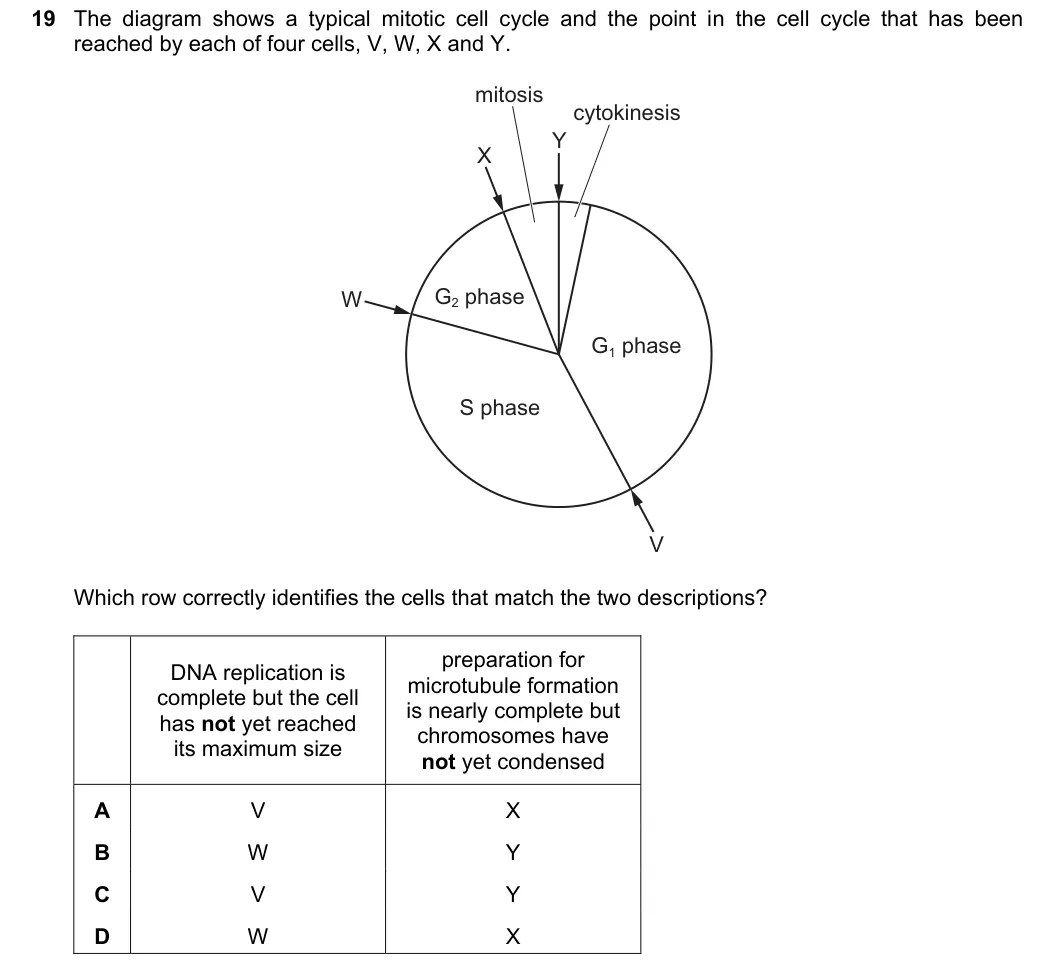 19 The diagram shows a typical mitotic cell cycle and the point in the cell cycle that has been
reached by each of four cells, V, W, X and Y.
mitosis
cytokinesis
Y
X
W
G₂ phase
G₁ phase
S phase
V
Which row correctly identifies the cells that match the two descriptions?
DNA replication is
complete but the cell
has not yet reached
its maximum size
preparation for
microtubule formation
is nearly complete but
chromosomes have
not yet condensed
A V X
B W Y
C V Y
D W X